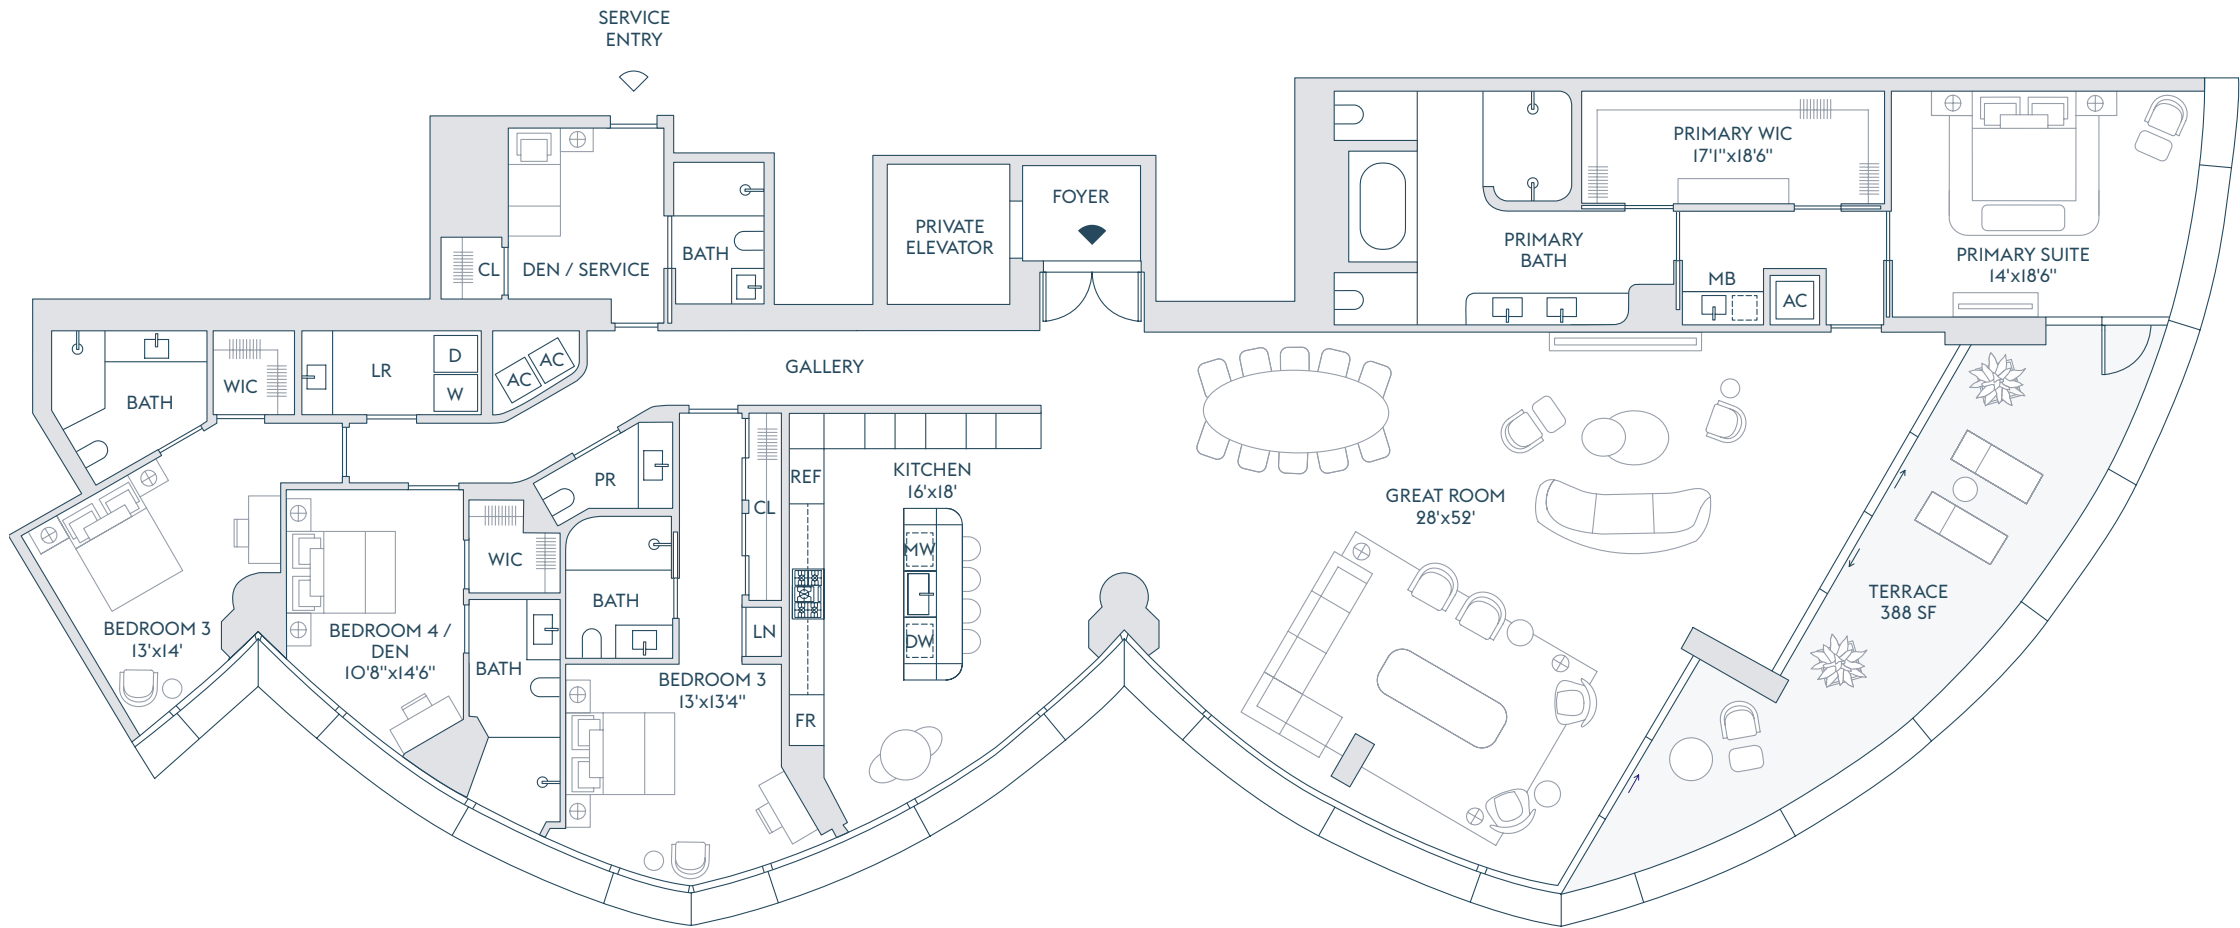 SERVICE
ENTRY
PRIMARY WIC
17'1"x18'6"
FOYER
PRIVATE
ELEVATOR
PRIMARY
BATH
PRIMARY SUITE
14'x18'6"
CL
DEN / SERVICE
BATH
MB
AC
D
W
LR
AC
AC
WIC
BATH
GALLERY
REF
KITCHEN
16'x18'
PR
CL
GREAT ROOM
28'x52'
WIC
MW
BATH
TERRACE
388 SF
BEDROOM 3
13'x14'
BEDROOM 4 /
DEN
10'8"x14'6"
LN
DW
BATH
BEDROOM 3
13'x13'4"
FR